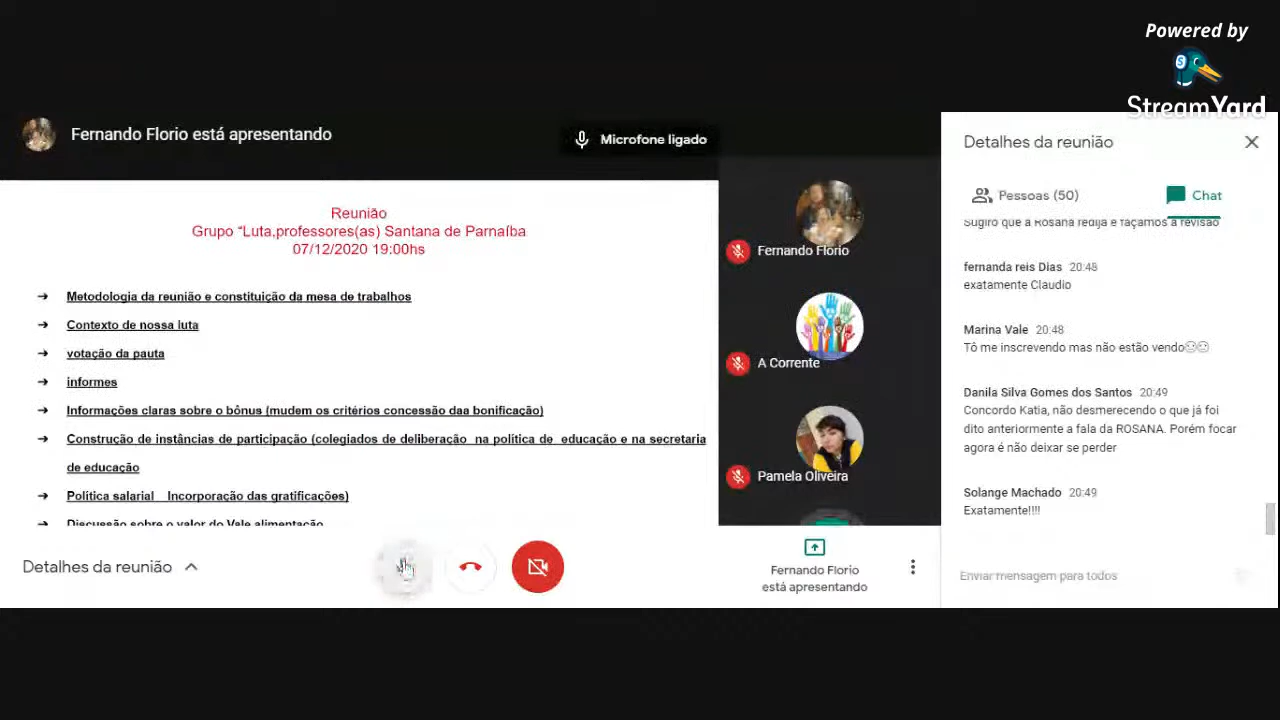 Powered by
StreamYard
Fernando Florio está apresentando
Microfone ligado
Reunião
Grupo “Luta,professores(as) Santana de Parnaíba
07/12/2020 19:00hs
➔ Metodologia da reunião e constituição da mesa de trabalhos
➔ Contexto de nossa luta
➔ votação da pauta
➔ informes
➔ Informações claras sobre o bônus (mudem os critérios concessão daa bonificação)
➔ Construção de instâncias de participação (colegiados de deliberação na política de educação e na secretaria
de educação
➔ Política salarial Incorporação das gratificações)
➔ Discussão sobre o valor do Vale alimentação
Fernando Florio
A Corrente
Pamela Oliveira
Detalhes da reunião
Fernando Florio
está apresentando
Detalhes da reunião
Pessoas (50)
Chat
Sugiro que a Rosana redija e façamos a revisão
fernanda reis Dias 20:48
exatamente Claudio
Marina Vale 20:48
Tô me inscrevendo mas não estão vendo
Danila Silva Gomes dos Santos 20:49
Concordo Katia, não desmerecendo o que já foi
dito anteriormente a fala da ROSANA. Porém focar
agora é não deixar se perder
Solange Machado 20:49
Exatamente!!!!
Enviar mensagem para todos